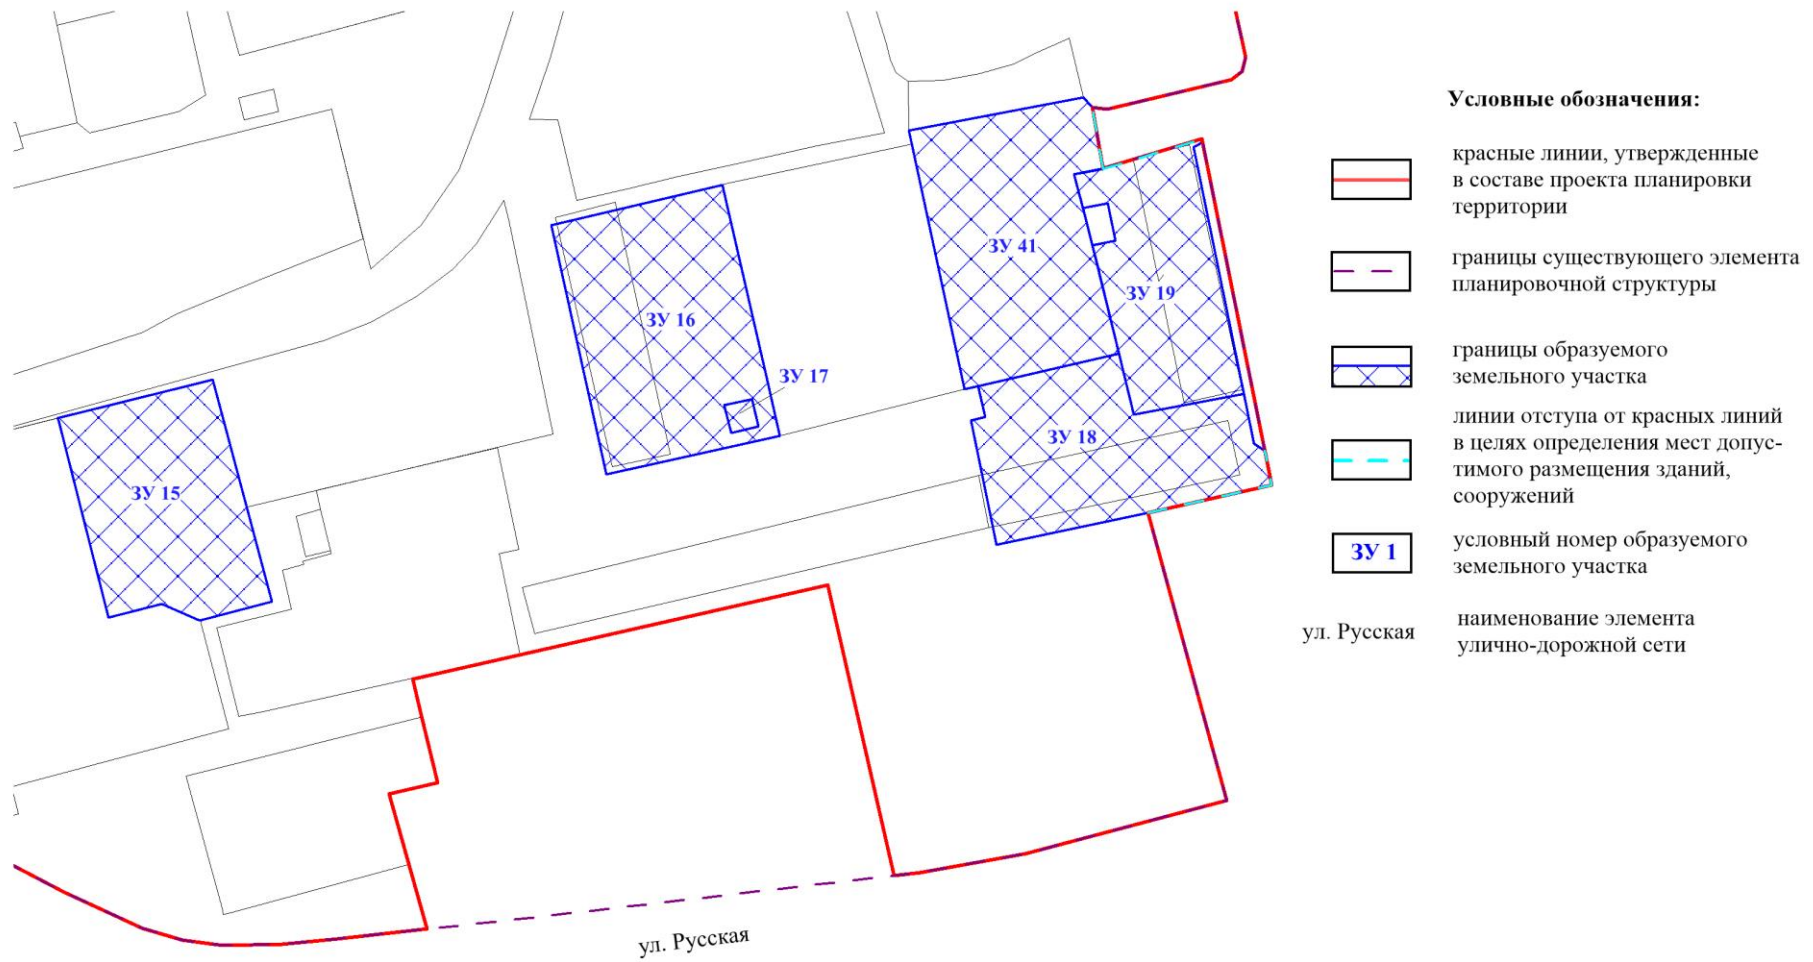 Условные обозначения:
красные линии, утвержденные
в составе проекта планировки
территории
границы существующего элемента
планировочной структуры
границы образуемого
земельного участка
линии отступа от красных линий
в целях определения мест допус-
тимого размещения зданий,
сооружений
ЗУ 1
условный номер образуемого
земельного участка
ул. Русская
наименование элемента
улично-дорожной сети
ЗУ 41
ЗУ 19
ЗУ 16
ЗУ 17
ЗУ 18
ЗУ 15
ул. Русская